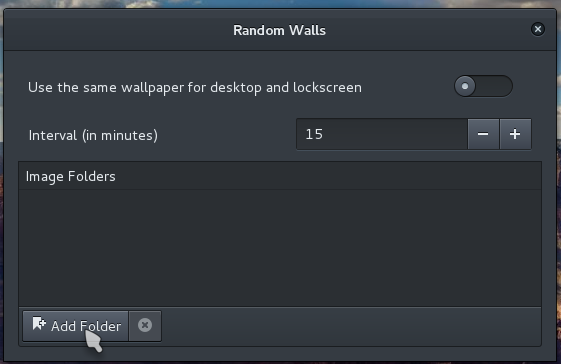 Random Walls
Use the same wallpaper for desktop and lockscreen
Interval (in minutes) 15
Image Folders
Add Folder